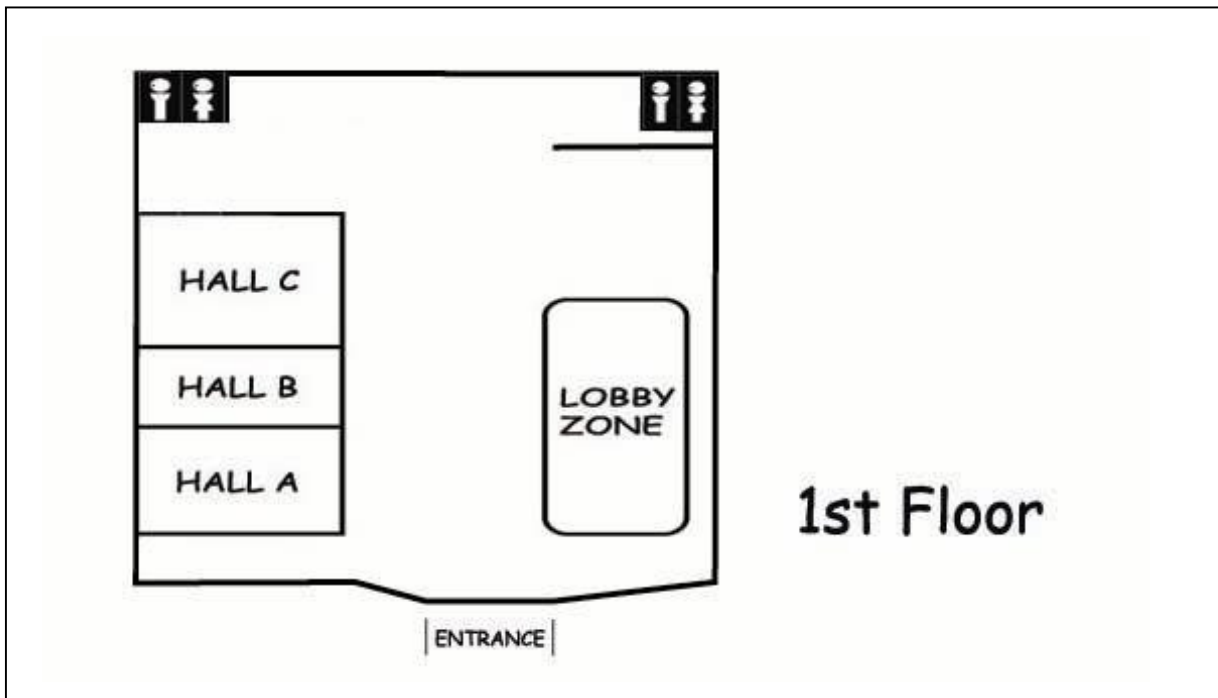 HALL C
HALL B
HALL A
LOBBY
ZONE
1st Floor
ENTRANCE